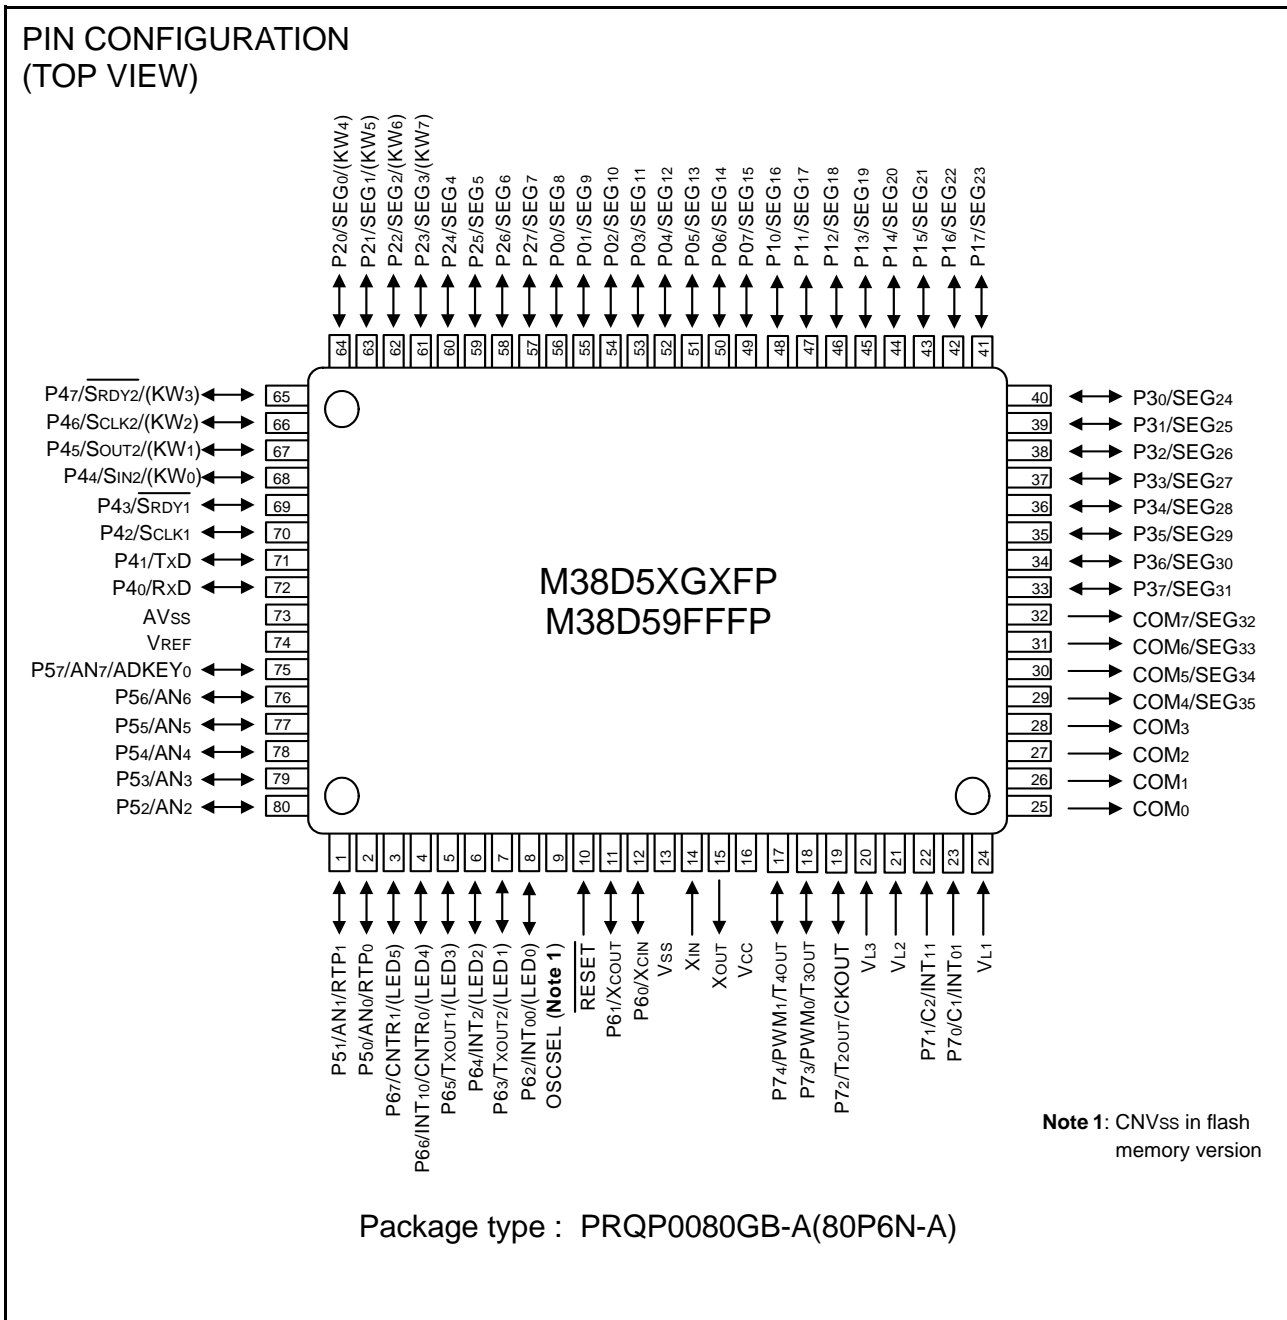 PIN CONFIGURATION
(TOP VIEW)
P20/SEG0/(KW4)
P21/SEG1/(KW5)
P22/SEG2/(KW6)
P23/SEG3/(KW7)
P24/SEG4
P25/SEG5
P26/SEG6
P27/SEG7
P00/SEG8
P01/SEG9
P02/SEG10
P03/SEG11
P04/SEG12
P05/SEG13
P06/SEG14
P07/SEG15
P10/SEG16
P11/SEG17
P12/SEG18
P13/SEG19
P14/SEG20
P15/SEG21
P16/SEG22
P17/SEG23
64 63 62 61 60 59 58 57 56 55 54 53 52 51 50 49 48 47 46 45 44 43 42 41
P47/SRDY2/(KW3) 65
P46/SCLK2/(KW2) 66
P45/SOUT2/(KW1) 67
P44/SIN2/(KW0) 68
P43/SRDY1 69
P42/SCLK1 70
P41/TXD 71
P40/RXD 72
AVSS 73
VREF 74
P57/AN7/ADKEY0 75
P56/AN6 76
P55/AN5 77
P54/AN4 78
P53/AN3 79
P52/AN2 80
M38D5XGXFP
M38D59FFFP
40 P30/SEG24
39 P31/SEG25
38 P32/SEG26
37 P33/SEG27
36 P34/SEG28
35 P35/SEG29
34 P36/SEG30
33 P37/SEG31
32 COM7/SEG32
31 COM6/SEG33
30 COM5/SEG34
29 COM4/SEG35
28 COM3
27 COM2
26 COM1
25 COM0
1 2 3 4 5 6 7 8 9 10 11 12 13 14 15 16 17 18 19 20 21 22 23 24
P51/AN1/RTP1
P50/AN0/RTP0
P67/CNTR1/(LED5)
P66/INT10/CNTR0/(LED4)
P65/TXOUT1/(LED3)
P64/INT2/(LED2)
P63/TXOUT2/(LED1)
P62/INT00/(LED0)
OSCSEL (Note 1)
RESET
P61/XCOUT
P60/XCIN
VSS
XIN
XOUT
VCC
P74/PWM1/T4OUT
P73/PWM0/T3OUT
P72/T2OUT/CKOUT
VL3
VL2
P71/C2/INT11
P70/C1/INT01
VL1
Note 1: CNVSS in flash
memory version
Package type : PRQP0080GB-A(80P6N-A)